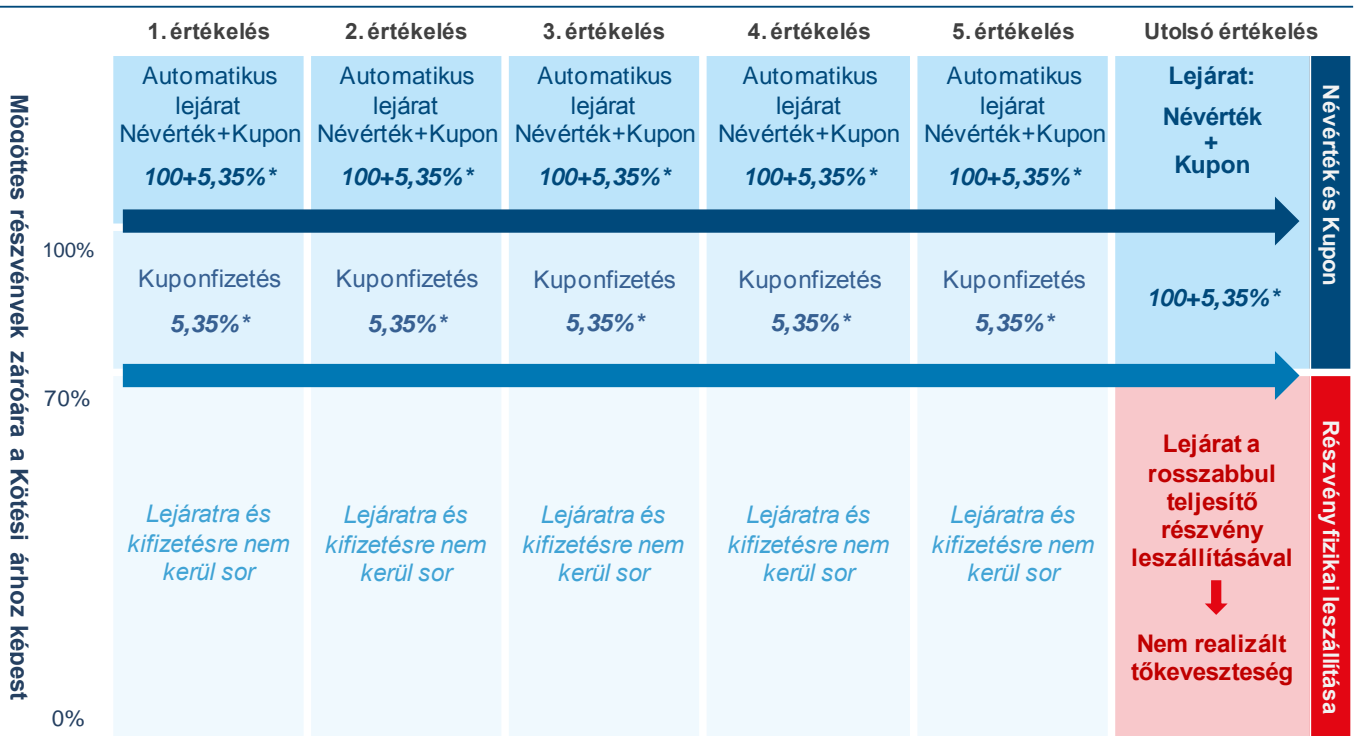 1. értékelés
2. értékelés
3. értékelés
4. értékelés
5. értékelés
Utolsó értékelés
Mögöttes részvények záróára a Kötési árhoz képest
100%
70%
0%
Automatikus
lejárat
Névérték+Kupon
100+5,35%*
Automatikus
lejárat
Névérték+Kupon
100+5,35%*
Automatikus
lejárat
Névérték+Kupon
100+5,35%*
Automatikus
lejárat
Névérték+Kupon
100+5,35%*
Automatikus
lejárat
Névérték+Kupon
100+5,35%*
Lejárat:
Névérték
+
Kupon
Kuponfizetés
5,35%*
Kuponfizetés
5,35%*
Kuponfizetés
5,35%*
Kuponfizetés
5,35%*
Kuponfizetés
5,35%*
100+5,35%*
Névérték és Kupon
Lejáratra és
kifizetésre nem
kerül sor
Lejáratra és
kifizetésre nem
kerül sor
Lejáratra és
kifizetésre nem
kerül sor
Lejáratra és
kifizetésre nem
kerül sor
Lejáratra és
kifizetésre nem
kerül sor
Lejárat a
rosszabbul
teljesítő
részvény
leszállításával
Nem realizált
tőkeveszteség
Részvény fizikai leszállítása